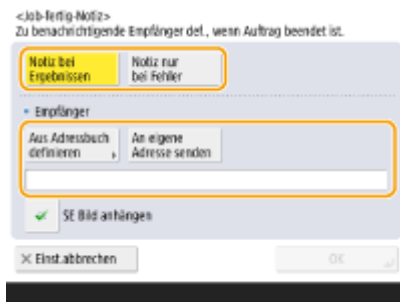 <Job-fertig-Notiz>
Zu benachrichtigende Empfänger def., wenn Auftrag beendet ist.
Notiz bei Ergebnissen
Notiz nur bei Fehler
Empfänger
Aus Adressbuch definieren
An eigene Adresse senden
SE Bild anhängen
Einst.abbrechen
OK